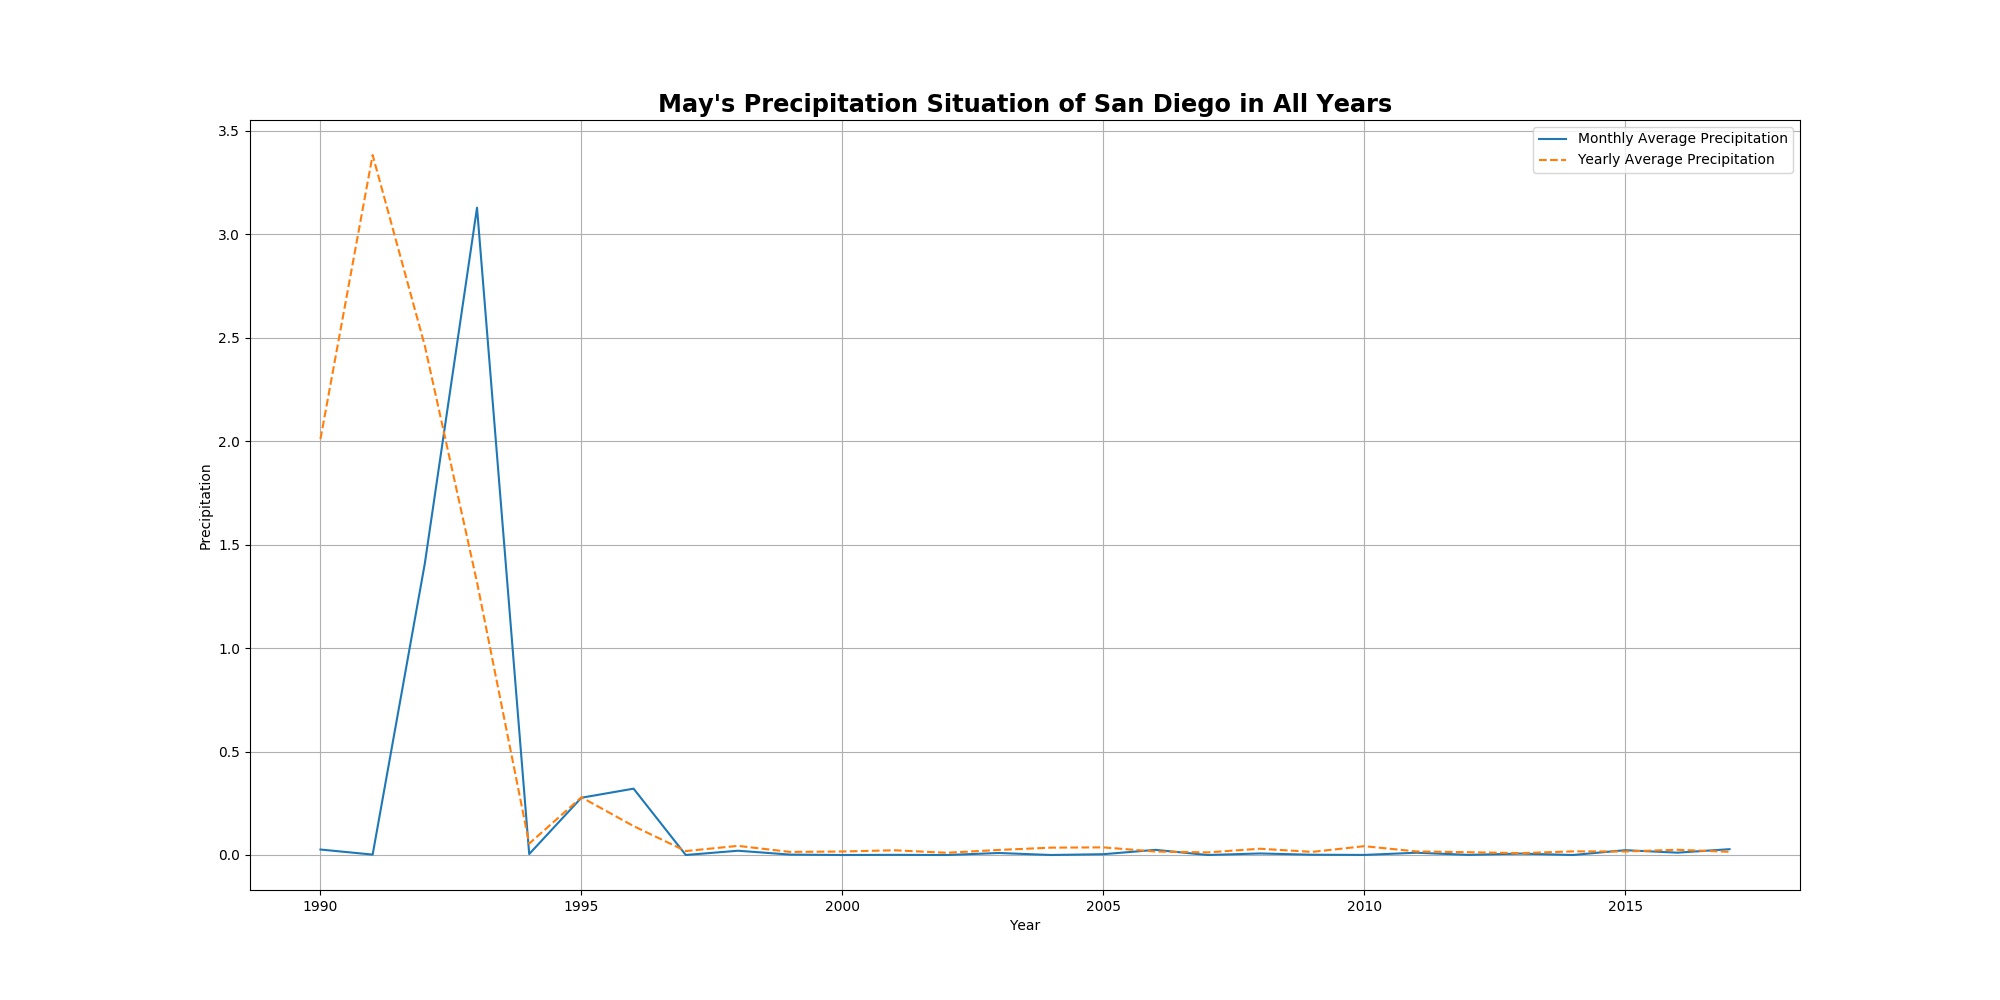 May's Precipitation Situation of San Diego in All Years
Monthly Average Precipitation
Yearly Average Precipitation
Precipitation
3.5
3.0
2.5
2.0
1.5
1.0
0.5
0.0
1990 1995 2000 2005 2010 2015
Year